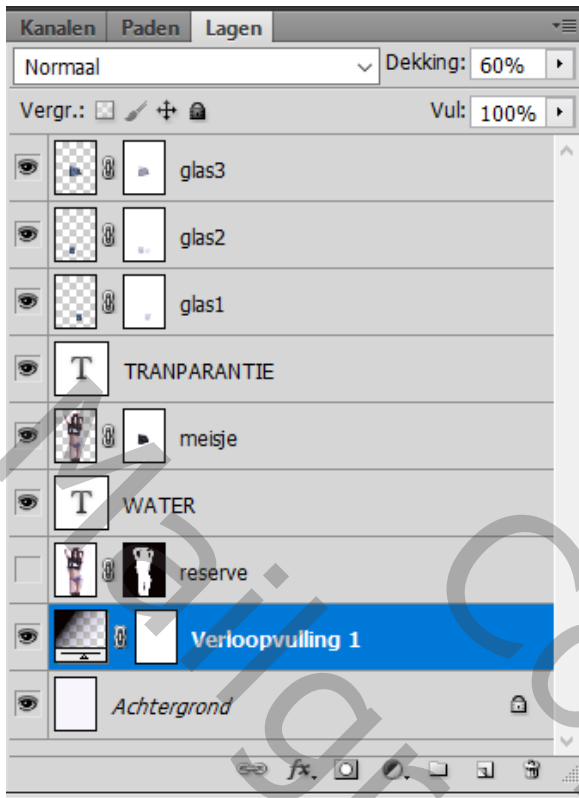 Kanalen Paden Lagen
Normaal Dekking: 60%
Vergr.: Vul: 100%
glas3
glas2
glas1
T TRANPARANTIE
meisje
T WATER
reserve
Verloopvulling 1
Achtergrond
fx.